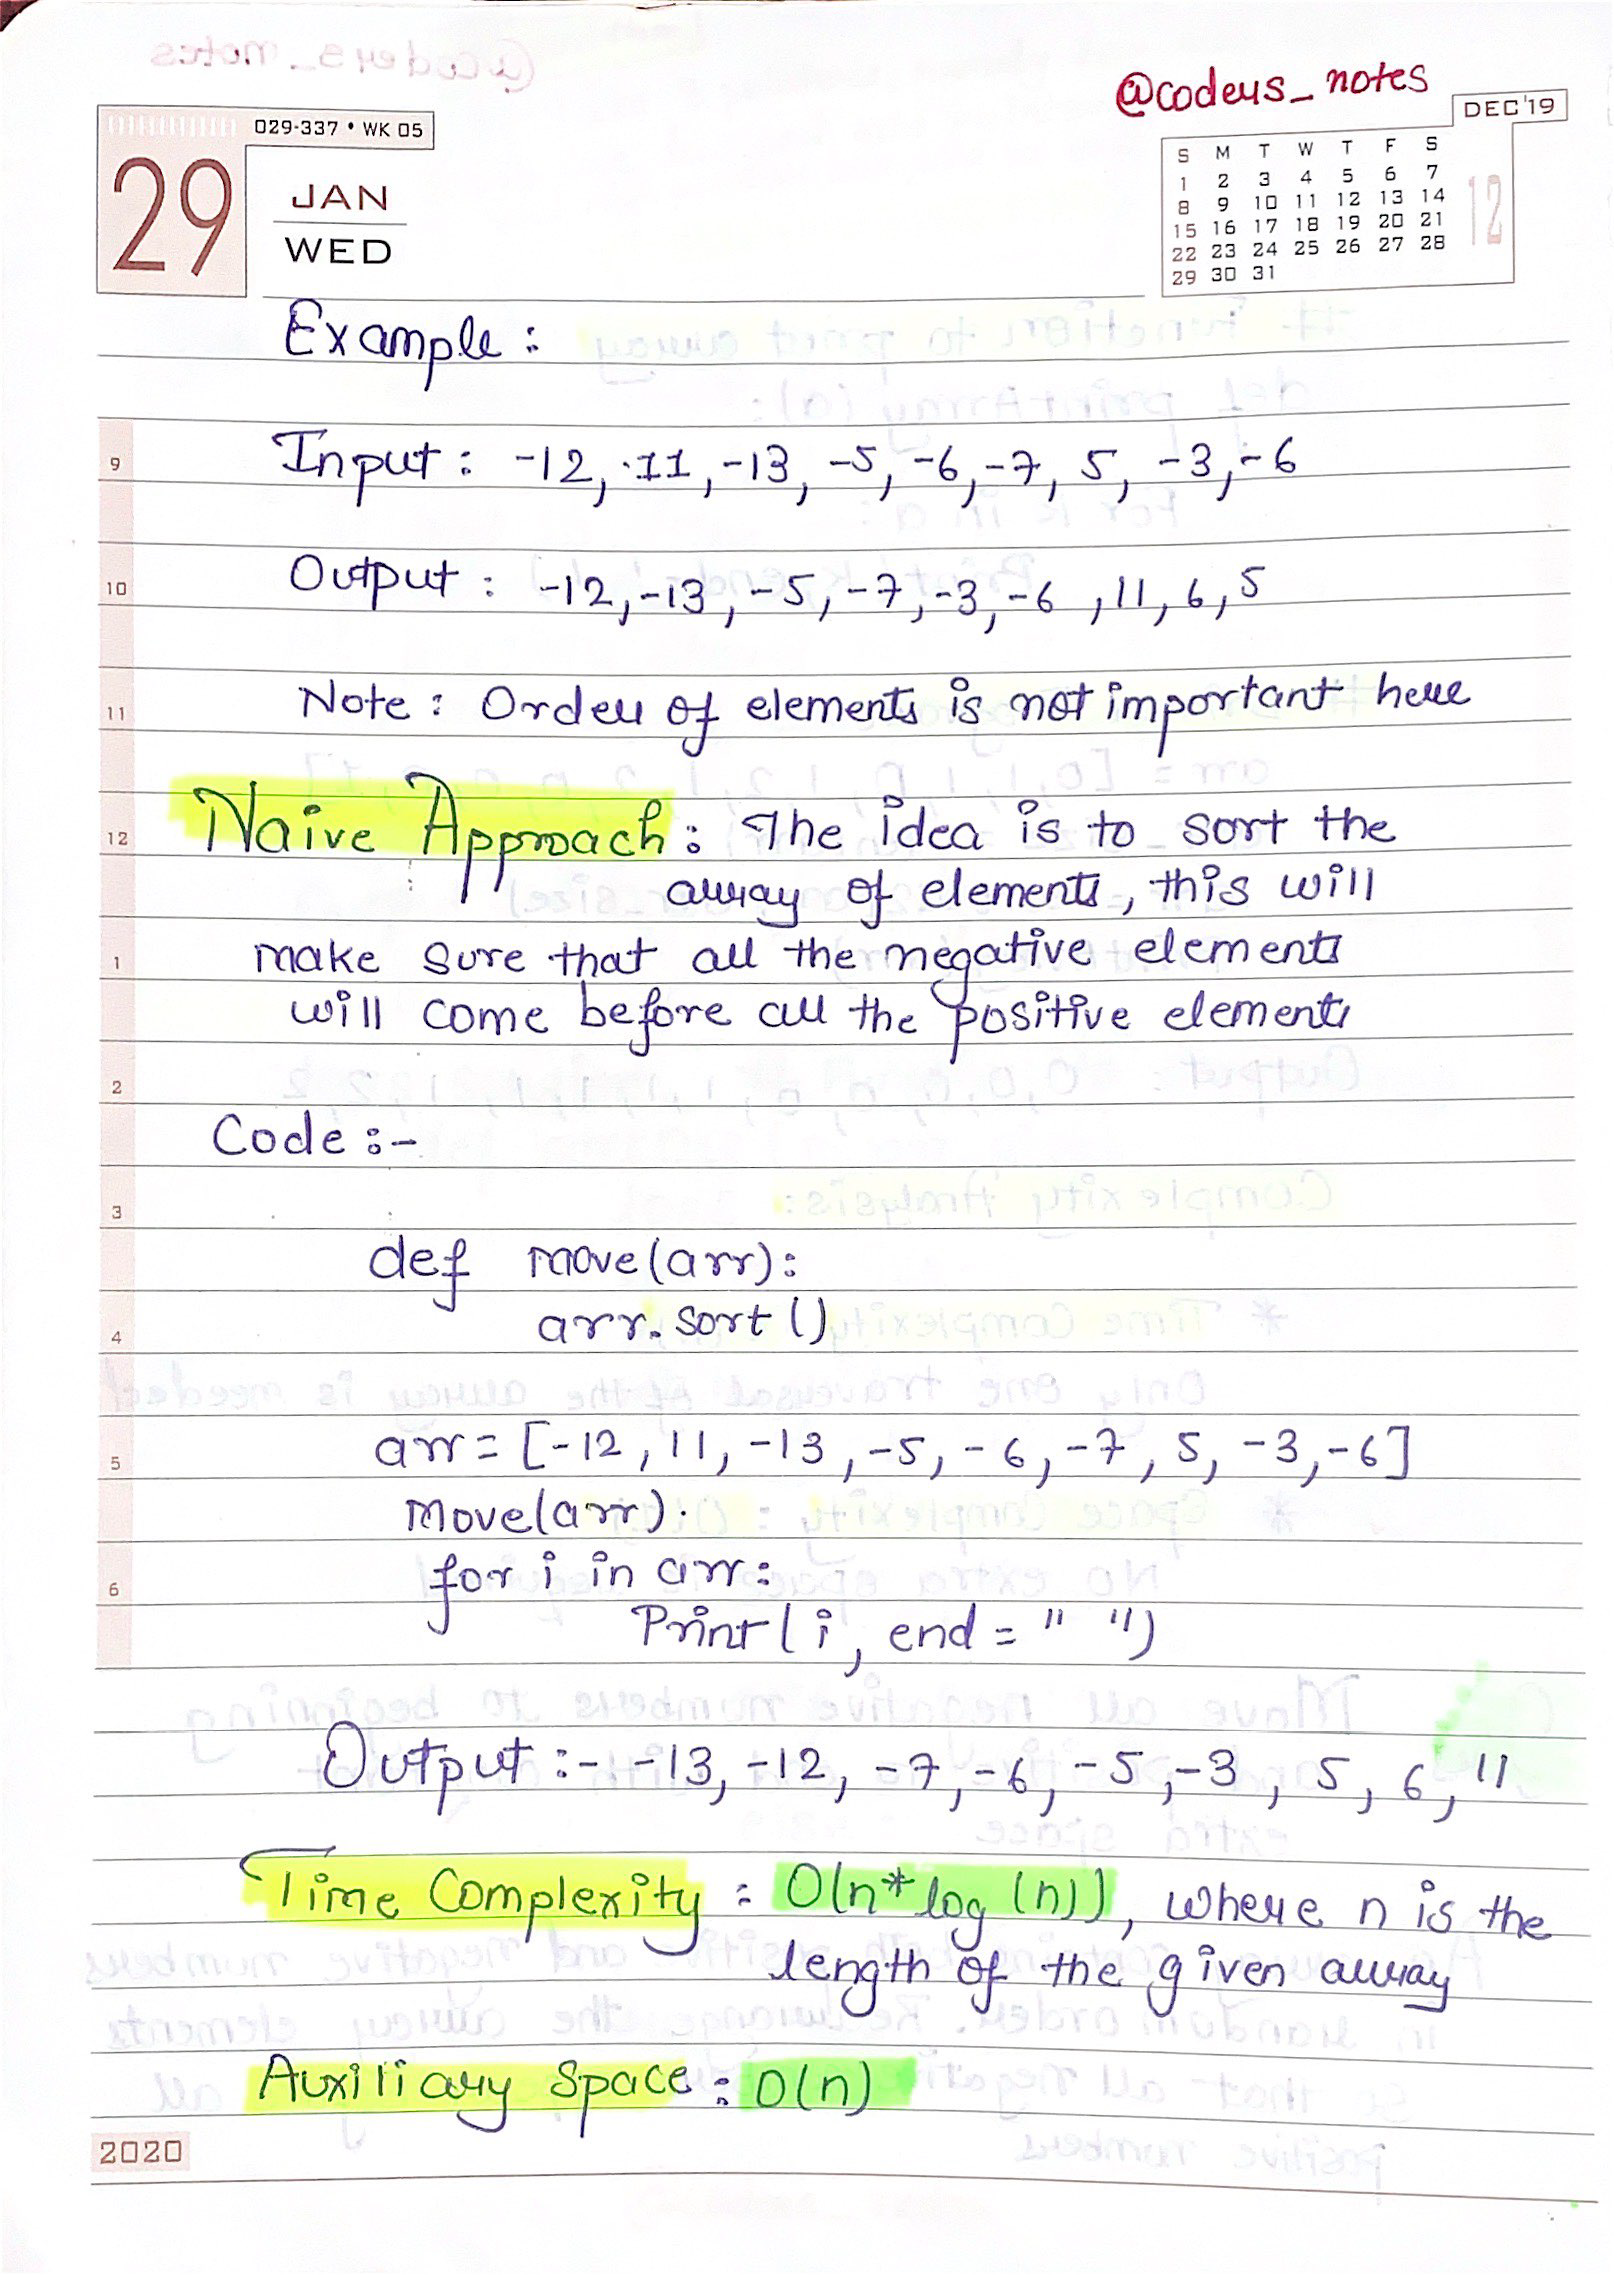 @coders_notes
029-337 • WK 05
29
JAN
WED
DEC'19
S M T W T F S
1 2 3 4 5 6 7
8 9 10 11 12 13 14
15 16 17 18 19 20 21
22 23 24 25 26 27 28
29 30 31
12
Example :
9
Input : -12, 11, -13, -5, -6, -7, 5, -3, -6
10
Output : -12, -13, -5, -7, -3, -6, 11, 6, 5
11
Note : Order of elements is not important here
12
Naive Approach : The idea is to sort the
array of elements, this will
1
make sure that all the negative elements
will come before all the positive elements
2
Code :-
3
def move(arr):
4
arr.sort()
5
arr = [-12, 11, -13, -5, -6, -7, 5, -3, -6]
move(arr).
6
for i in arr:
Print(i, end = " ")
Output :- -13, -12, -7, -6, -5, -3, 5, 6, 11
Time Complexity : O(n*log(n)), where n is the
length of the given array
Auxiliary Space : O(n)
2020